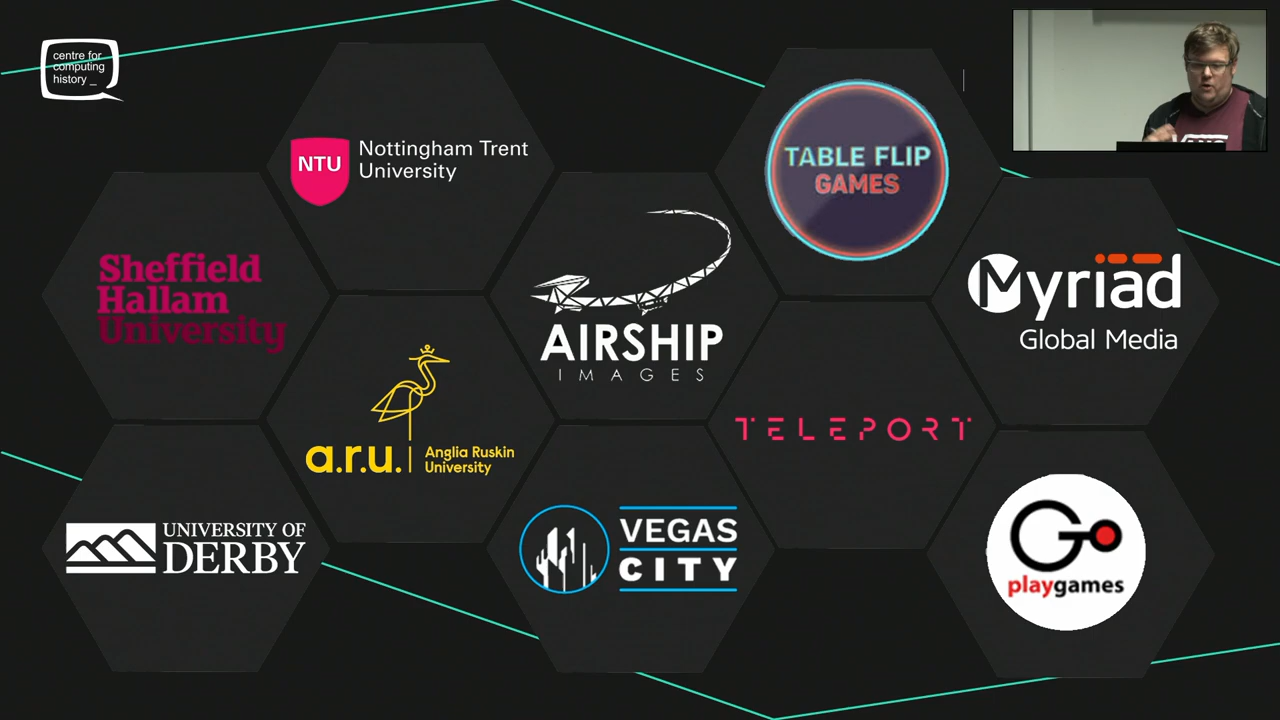 centre for
computing
history _
NTU
Nottingham Trent
University
TABLE FLIP
GAMES
Sheffield
Hallam
University
AIRSHIP
IMAGES
Myriad
Global Media
a.r.u.
Anglia Ruskin
University
TELEPORT
UNIVERSITY OF
DERBY
VEGAS
CITY
Go
playgames